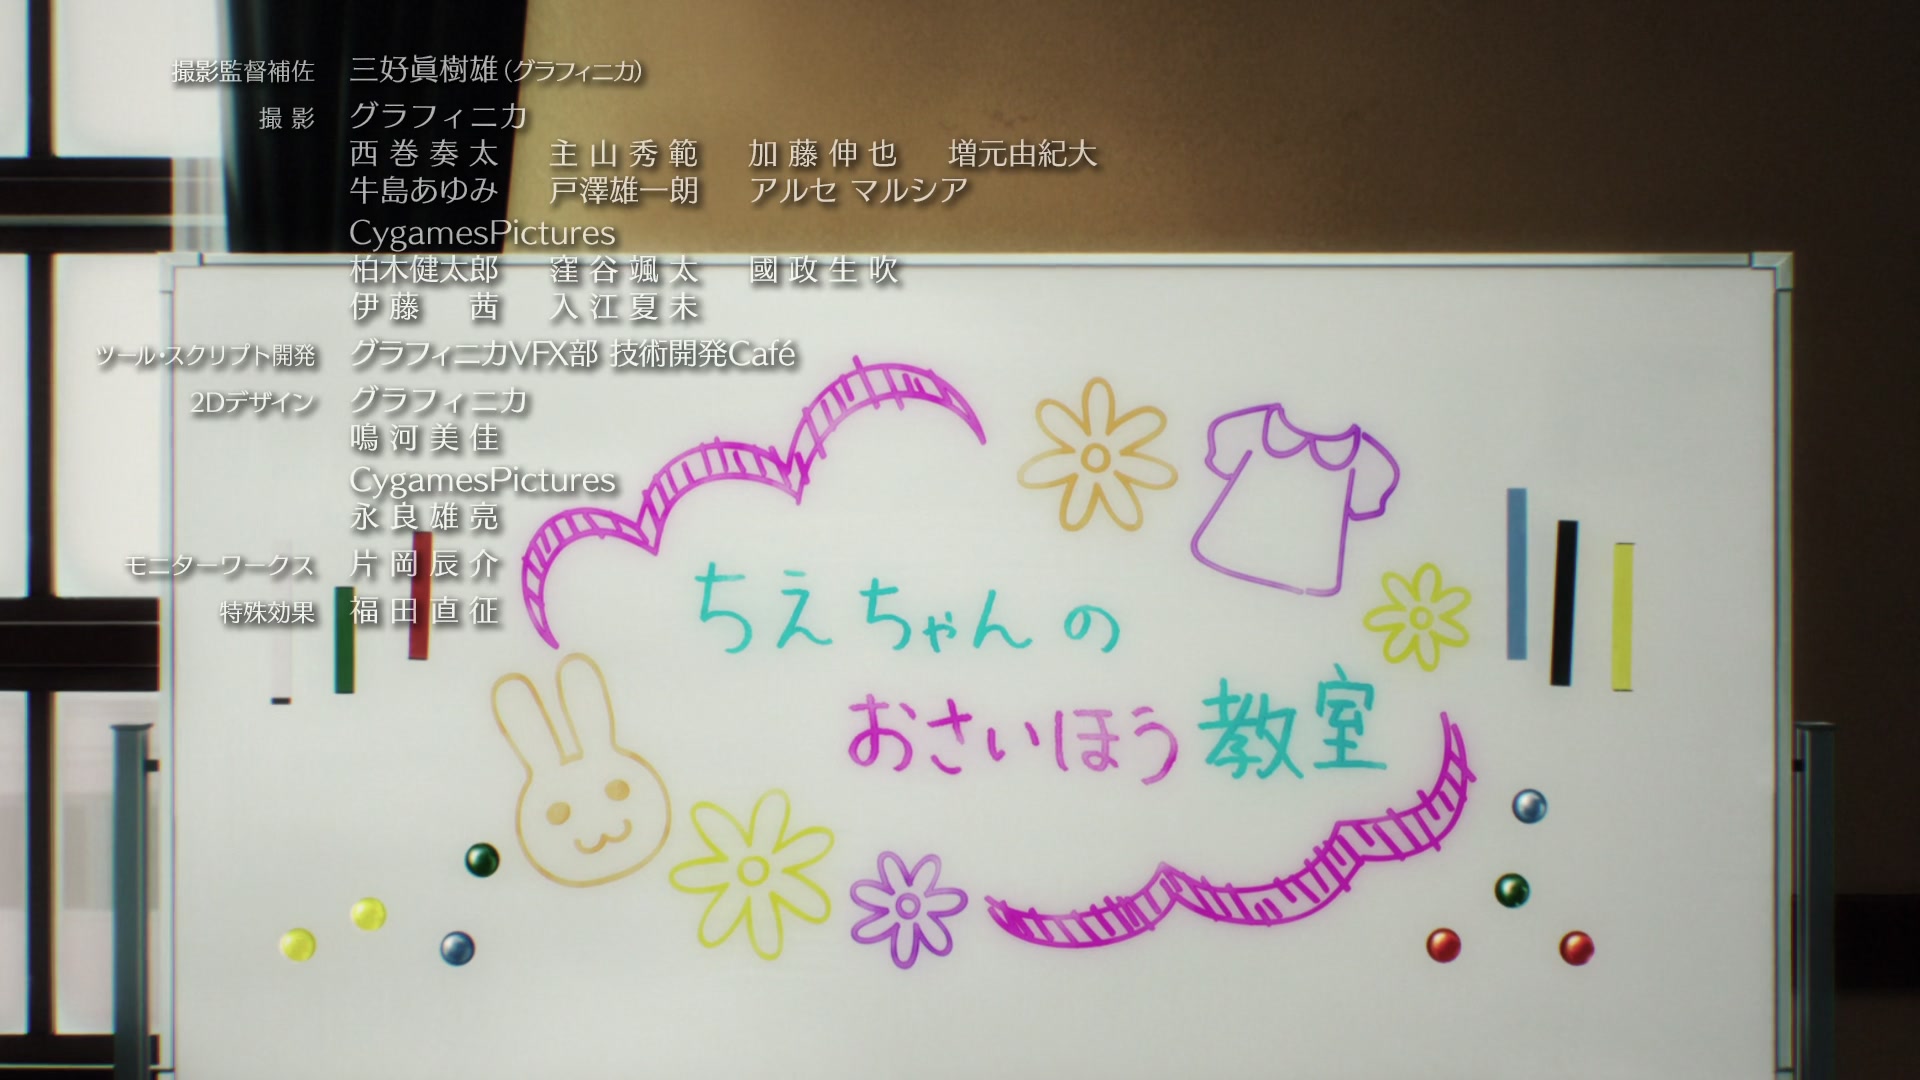 撮影監督補佐 三好眞樹雄(グラフィニカ)
撮影 グラフィニカ
西巻奏太 主山秀範 加藤伸也 増元由紀大
牛島あゆみ 戸澤雄一朗 アルセ マルシア
CygamesPictures
柏木健太郎 窪谷颯太 國政生吹
伊藤茜 入江夏未
ツール・スクリプト開発 グラフィニカVFX部 技術開発Café
2Dデザイン グラフィニカ
鳴河美佳
CygamesPictures
永良雄亮
モニターワークス 片岡辰介
特殊効果 福田直征
ちえちゃんの
おさいほう教室